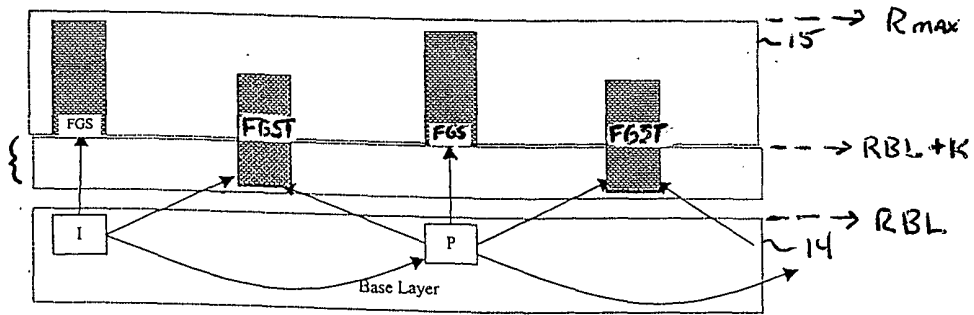 RMAX
15
FGS
FGST
FGS
FGST
RBL+K
{
I
P
RBL
14
Base Layer